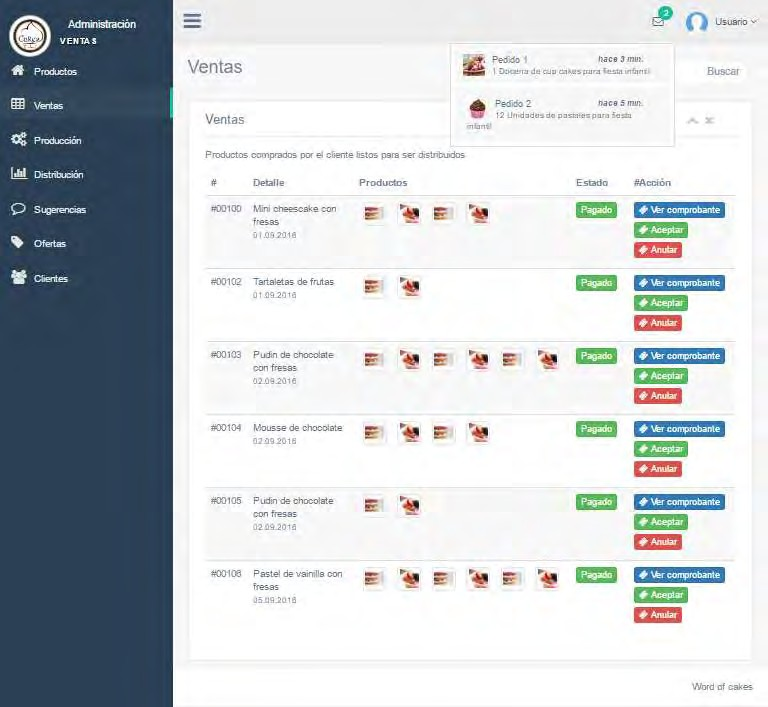 Administración
VENTAS
Productos
Ventas
Producción
Distribución
Sugerencias
Ofertas
Clientes
2
Usuario
Pedido 1 hace 3 min.
1 Docena de cup cakes para fiesta infantil
Pedido 2 hace 5 min.
12 Unidades de pasteles para fiesta
infantil
Ventas
Buscar
Ventas
Productos comprados por el cliente listos para ser distribuidos
# Detalle Productos Estado #Acción
#00100 Mini cheescake con Pagado Ver comprobante
fresas
01.09.2016
Aceptar
Anular
#00102 Tartaletas de frutas Pagado Ver comprobante
01.09.2016
Aceptar
Anular
#00103 Pudin de chocolate Pagado Ver comprobante
con fresas
02.09.2016
Aceptar
Anular
#00104 Mousse de chocolate Pagado Ver comprobante
02.09.2016
Aceptar
Anular
#00105 Pudin de chocolate Pagado Ver comprobante
con fresas
02.09.2016
Aceptar
Anular
#00106 Pastel de vainilla con Pagado Ver comprobante
fresas
05.09.2016
Aceptar
Anular
Word of cakes